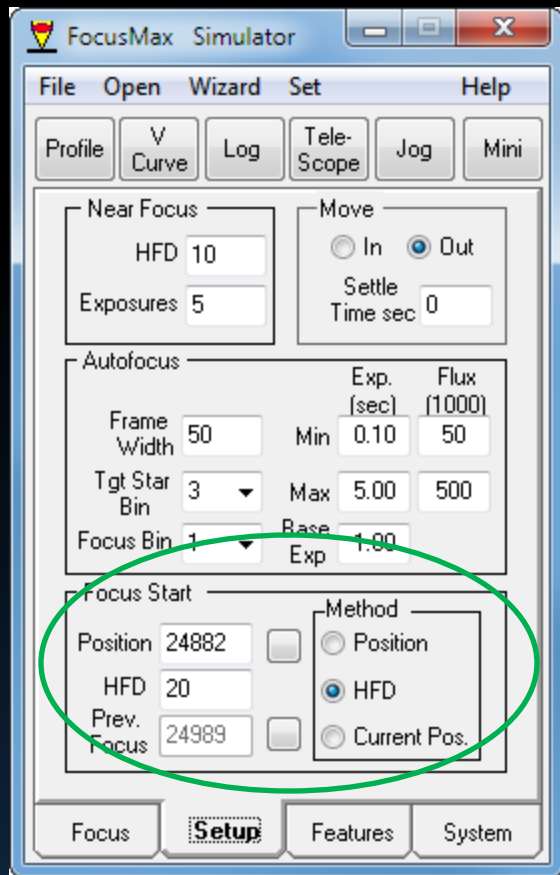 FocusMax Simulator
File Open Wizard Set Help
Profile V Curve Log Tele-Scope Jog Mini
Near Focus
HFD 10
Exposures 5
Move
In Out
Settle Time sec 0
Autofocus
Exp. (sec) Flux (1000)
Frame Width 50 Min 0.10 50
Tgt Star Bin 3 Max 5.00 500
Focus Bin 1 Base Exp 1.00
Focus Start
Position 24882
HFD 20
Prev. Focus 24989
Method
Position
HFD
Current Pos.
Focus Setup Features System